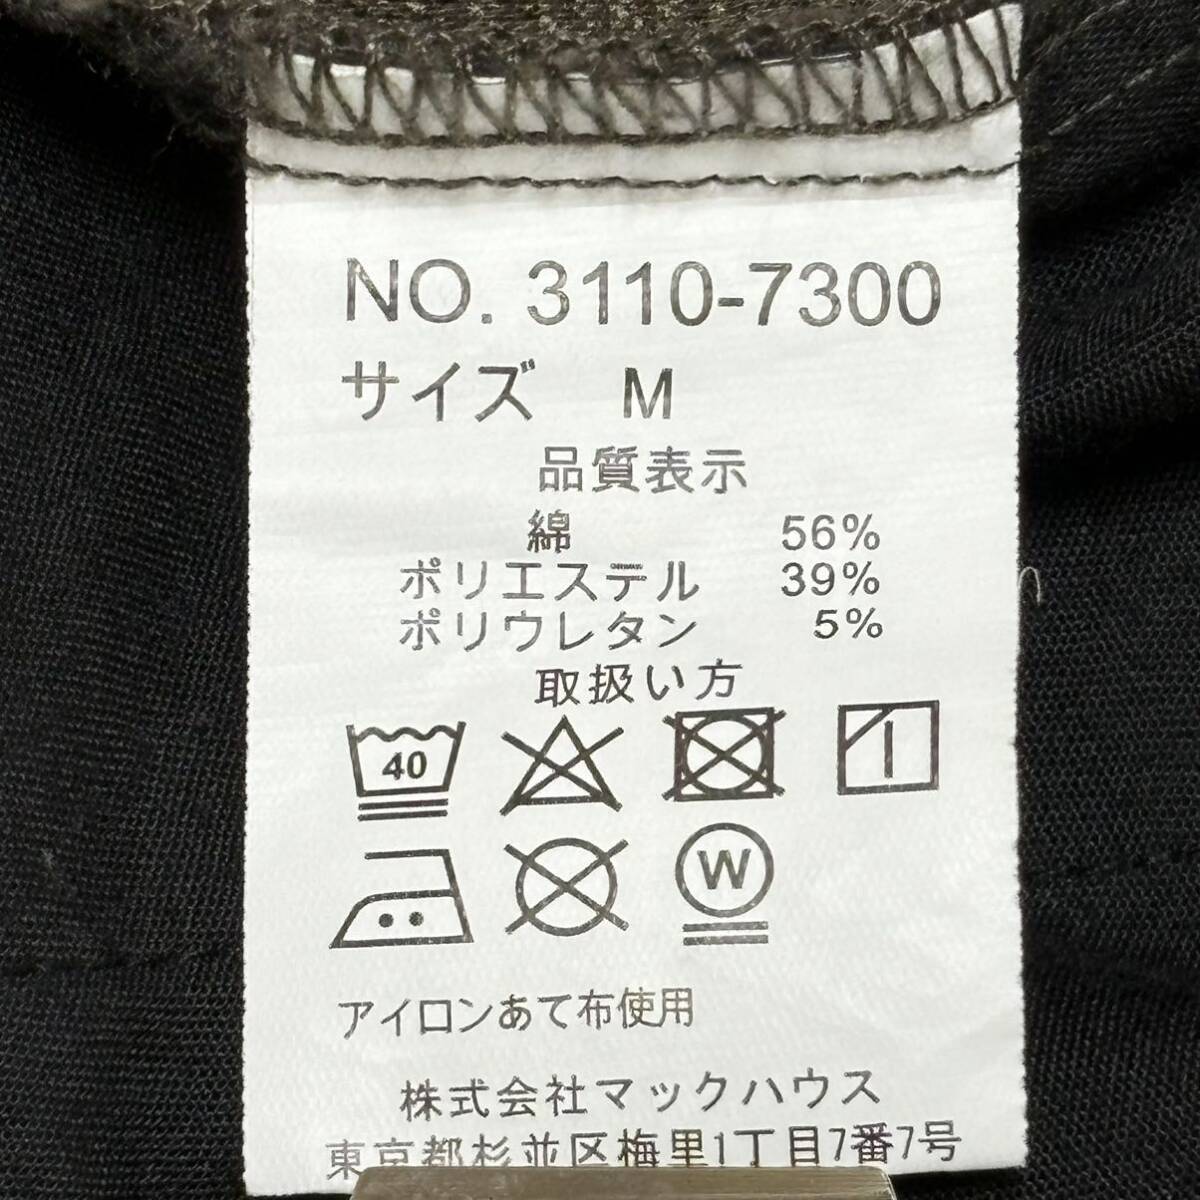 NO. 3110-7300
サイズ M
品質表示
綿 56%
ポリエステル 39%
ポリウレタン 5%
取扱い方
40
W
アイロンあて布使用
株式会社マックハウス
東京都杉並区梅里1丁目7番7号